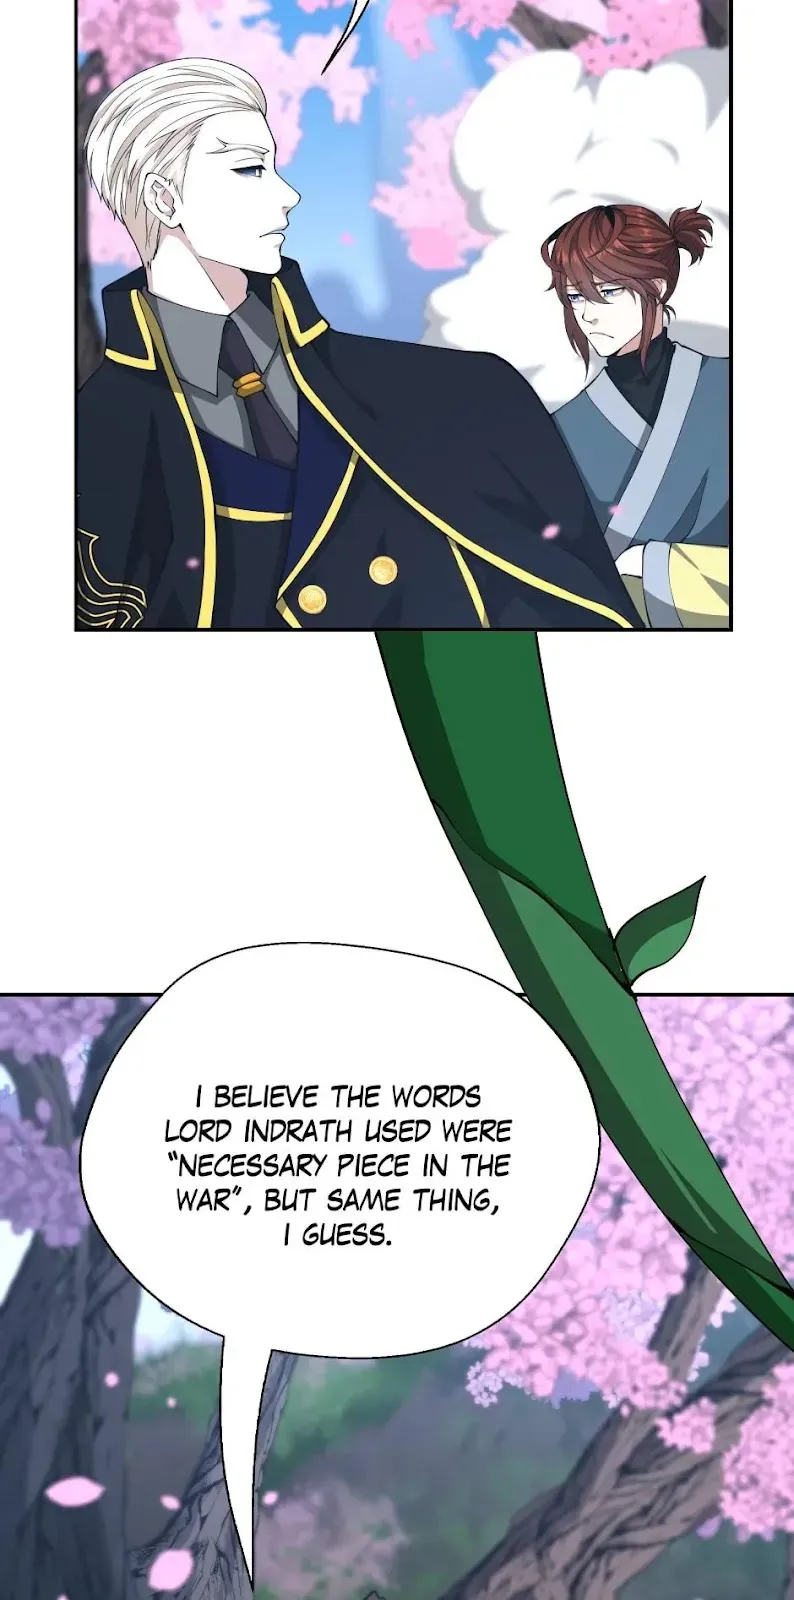 I BELIEVE THE WORDS
LORD INDRATH USED WERE
"NECESSARY PIECE IN THE
WAR", BUT SAME THING,
I GUESS.